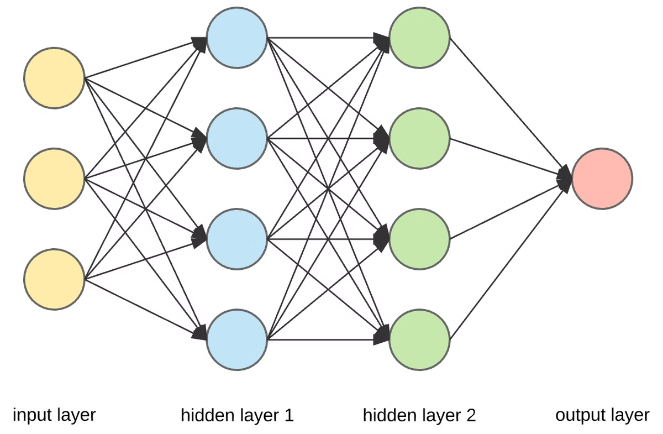 input layer
hidden layer 1
hidden layer 2
output layer